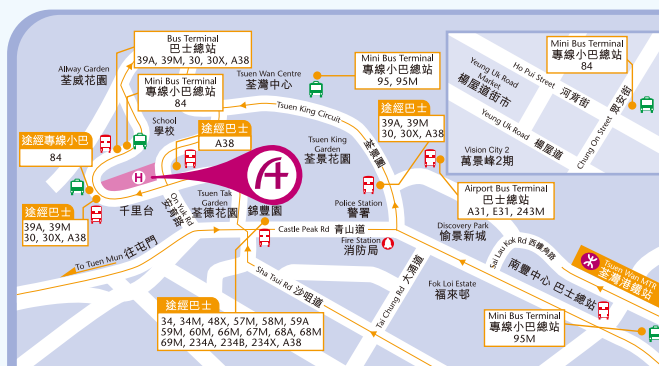 Bus Terminal
巴士總站
39A, 39M, 30, 30X, A38
Allway Garden
荃威花園
Mini Bus Terminal
專線小巴總站
84
School
學校
途經專線小巴
84
途經巴士
A38
H
途經巴士
39A, 39M
30, 30X, A38
千里台
On Yuk Rd
安育路
Tsuen Tak
Garden
荃德花園
錦豐園
To Tuen Mun 往屯門
Castle Peak Rd 青山道
Sha Tsui Rd 沙咀道
途經巴士
34, 34M, 48X, 57M, 58M, 59A
59M, 60M, 66M, 67M, 68A, 68M
69M, 234A, 234B, 234X, A38
Tsuen Wan Centre
荃灣中心
Mini Bus Terminal
專線小巴總站
95, 95M
Tsuen King Circuit
荃景圍
Tsuen King
Garden
荃景花園
途經巴士
39A, 39M
30, 30X, A38
Police Station
警署
Fire Station
消防局
Tai Chung Rd 大涌道
Airport Bus Terminal
巴士總站
A31, E31, 243M
Discovery Park
愉景新城
Fok Loi Estate
福來邨
Sai Lau Kok Rd 西樓角路
南豐中心 巴士總站
Tsuen Wan MTR
荃灣港鐵站
Mini Bus Terminal
專線小巴總站
95M
Yeung Uk Road
Market
楊屋道街市
Ho Pui Street 河背街
Yeung Uk Road 楊屋道
Vision City 2
萬景峰2期
Chung On Street 眾安街
Mini Bus Terminal
專線小巴總站
84